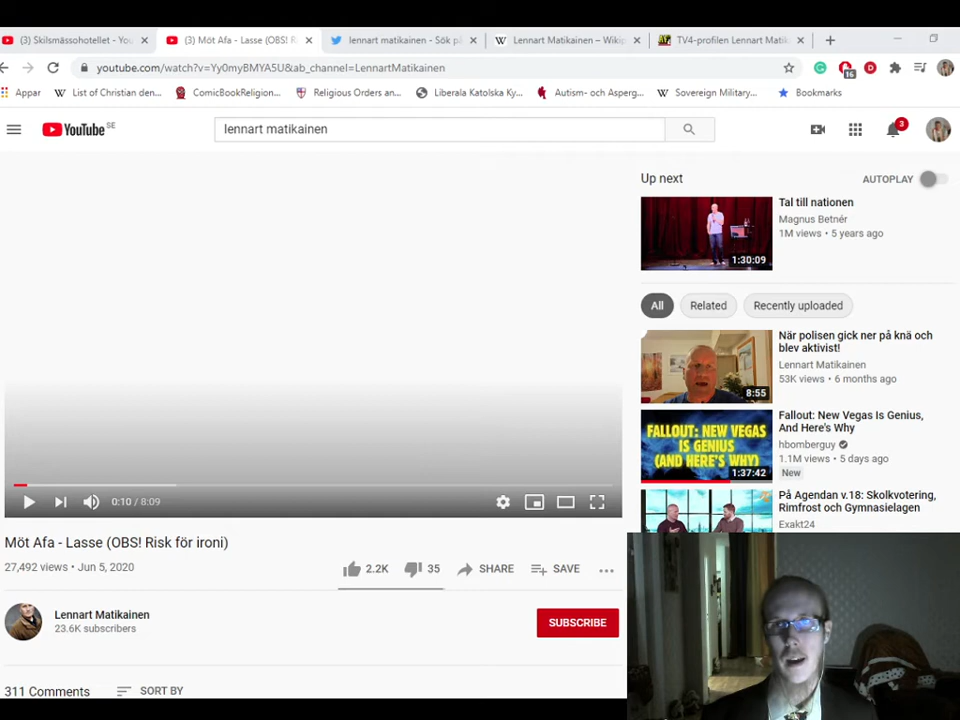 (3) Skilsmässohotellet - You
(3) Möt Afa - Lasse (OBS! R
lennart matikainen - Sök på
Lennart Matikainen – Wikip
TV4-profilen Lennart Matik
youtube.com/watch?v=Yy0myBMYA5U&ab_channel=LennartMatikainen
16
Appar
List of Christian den...
ComicBookReligion...
Religious Orders an...
Liberala Katolska Ky...
Autism- och Asperg...
Sovereign Military...
Bookmarks
YouTube SE
lennart matikainen
3
Up next
AUTOPLAY
Tal till nationen
Magnus Betnér
1M views • 5 years ago
1:30:09
All
Related
Recently uploaded
När polisen gick ner på knä och
blev aktivist!
Lennart Matikainen
53K views • 6 months ago
8:55
Fallout: New Vegas Is Genius,
And Here's Why
hbomberguy
1.1M views • 5 days ago
New
FALLOUT: NEW VEGAS
IS GENIUS
(AND HERE'S WHY)
1:37:42
På Agendan v.18: Skolkvotering,
Rimfrost och Gymnasielagen
Exakt24
0:10 / 8:09
Möt Afa - Lasse (OBS! Risk för ironi)
27,492 views • Jun 5, 2020
2.2K
35
SHARE
SAVE
Lennart Matikainen
23.6K subscribers
SUBSCRIBE
311 Comments
SORT BY